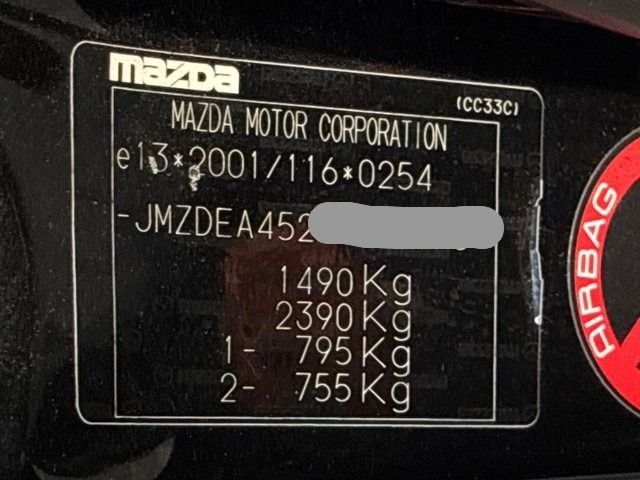 mazda
(CC33C)
MAZDA MOTOR CORPORATION
e13*2001/116*0254
-JMZDEA452
1490Kg
2390Kg
1- 795Kg
2- 755Kg
AIRBAG